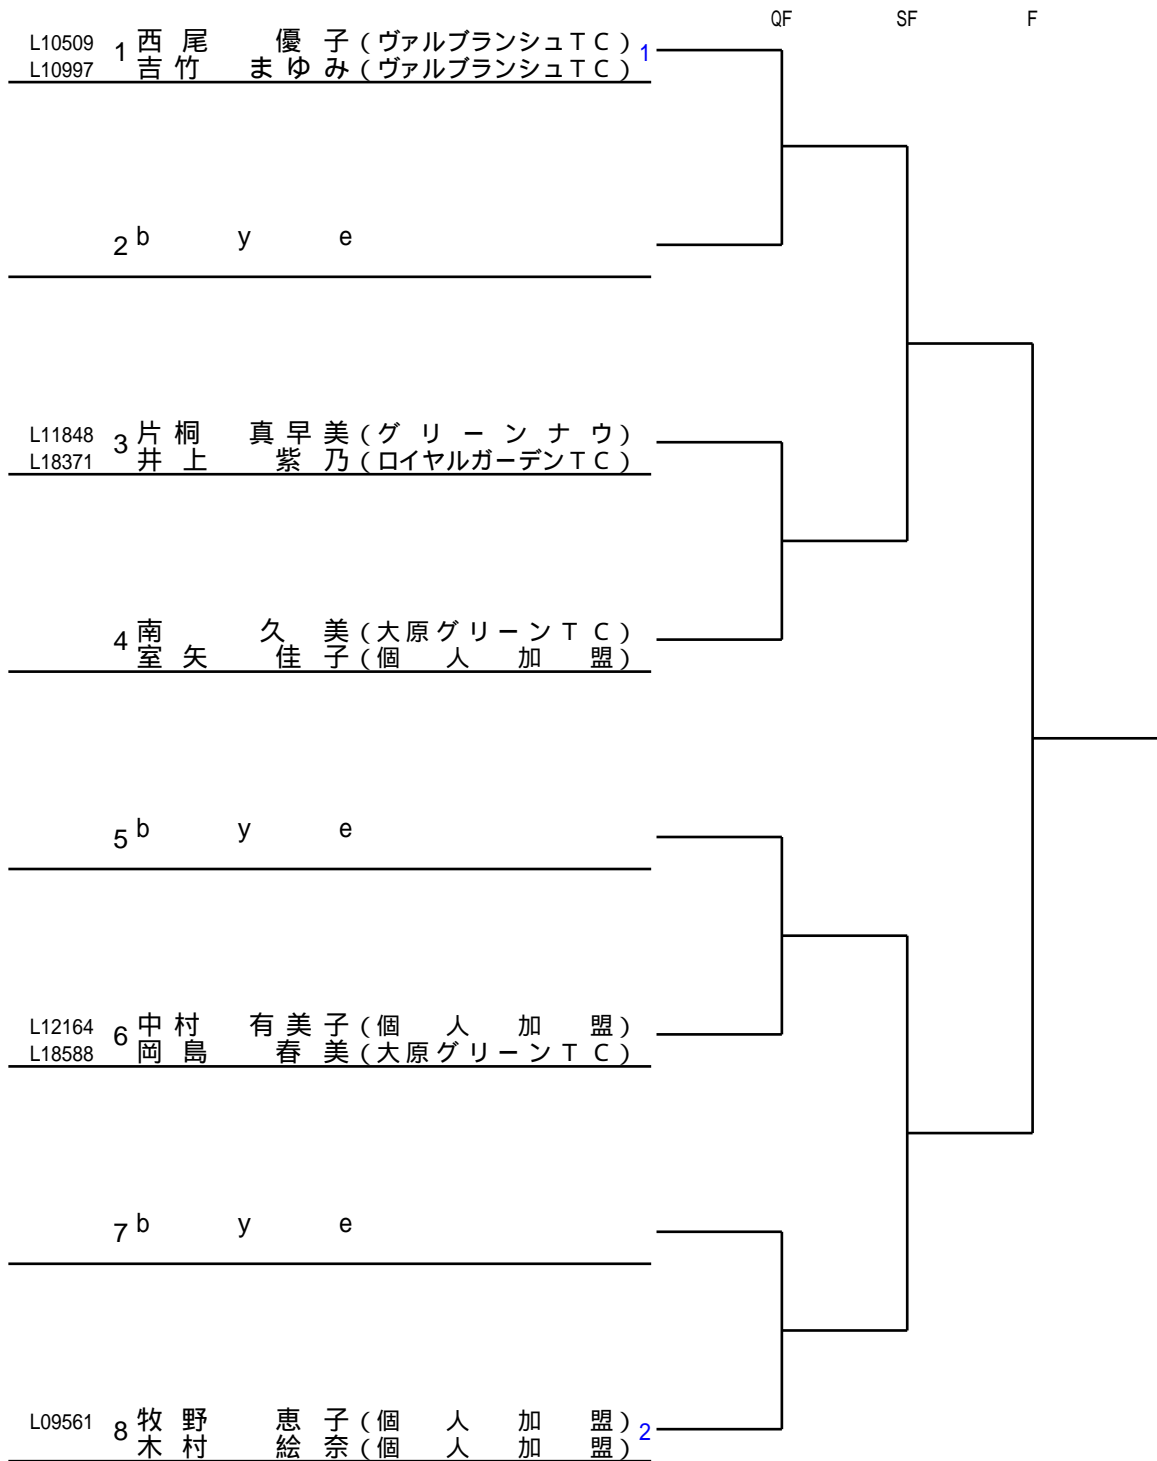 QF SF F
L10509 1 西尾 優子(ヴァルブランシュTC) 1
L10997 吉竹 まゆみ(ヴァルブランシュTC)
2 bye
L11848 3 片桐 真早美(グリーンナウ)
L18371 井上 紫乃(ロイヤルガーデンTC)
4 南 久美(大原グリーンTC)
室矢 佳子(個人加盟)
5 bye
L12164 6 中村 有美子(個人加盟)
L18588 岡島 春美(大原グリーンTC)
7 bye
L09561 8 牧野 恵子(個人加盟) 2
木村 絵奈(個人加盟)